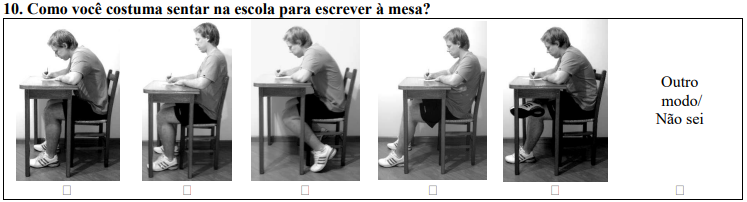 10. Como você costuma sentar na escola para escrever à mesa?
Outro
modo/
Não sei